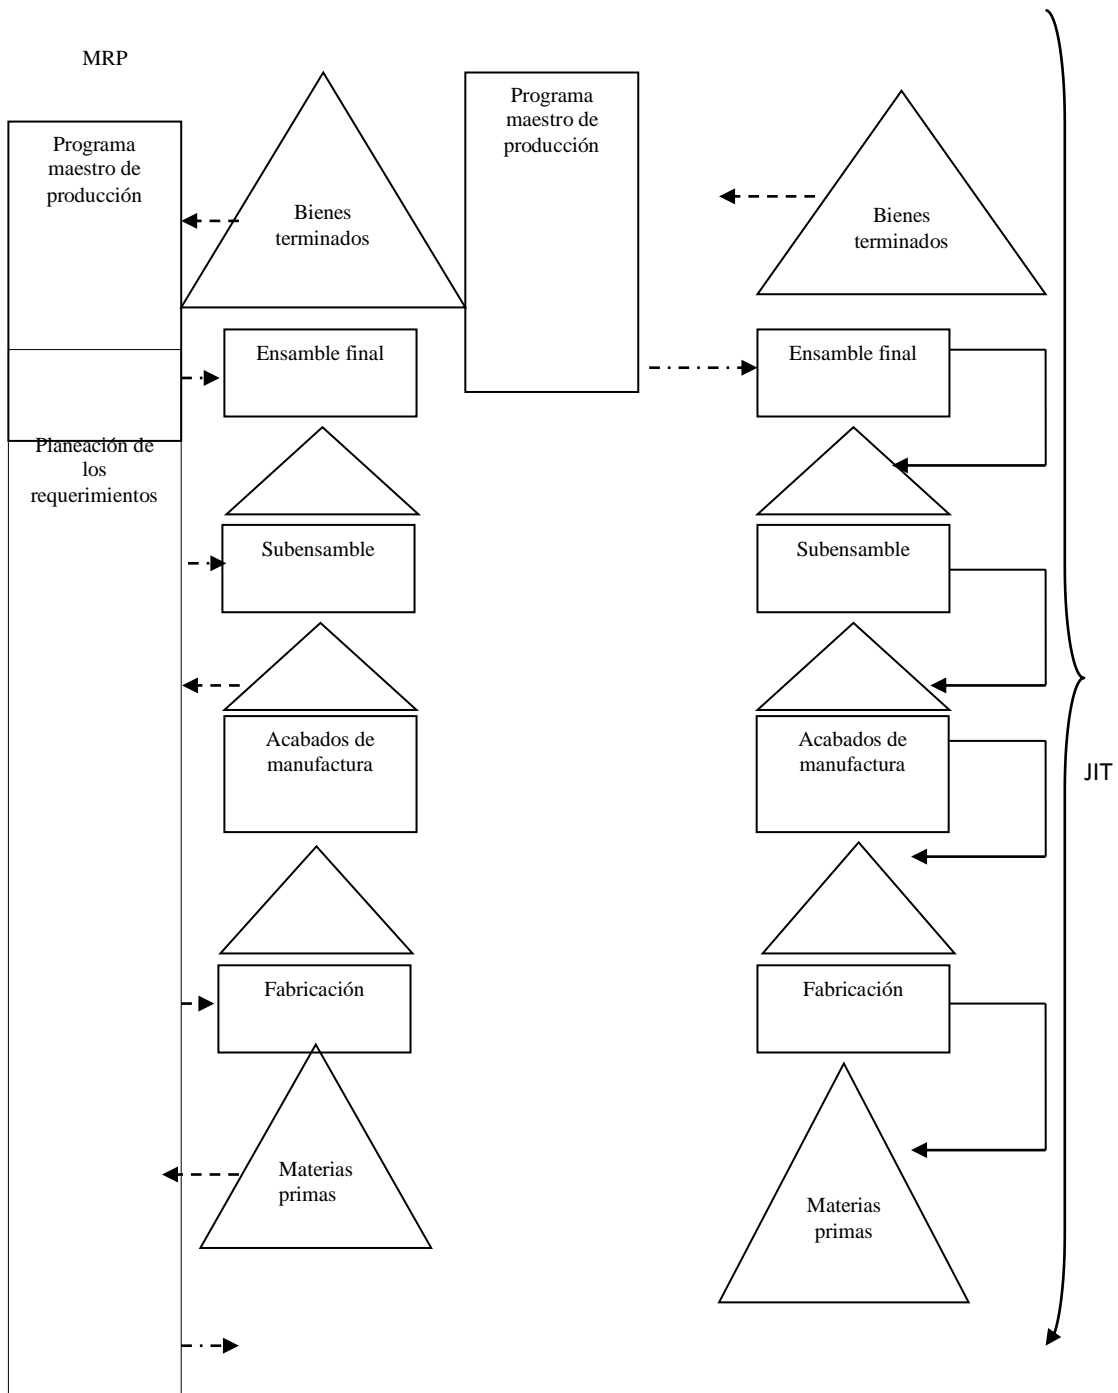 MRP
Programa
maestro de
producción
Bienes
terminados
Programa
maestro de
producción
Bienes
terminados
Ensamble final
Ensamble final
Planeación de
los
requerimientos
Subensamble
Subensamble
Acabados de
manufactura
Acabados de
manufactura
JIT
Fabricación
Fabricación
Materias
primas
Materias
primas